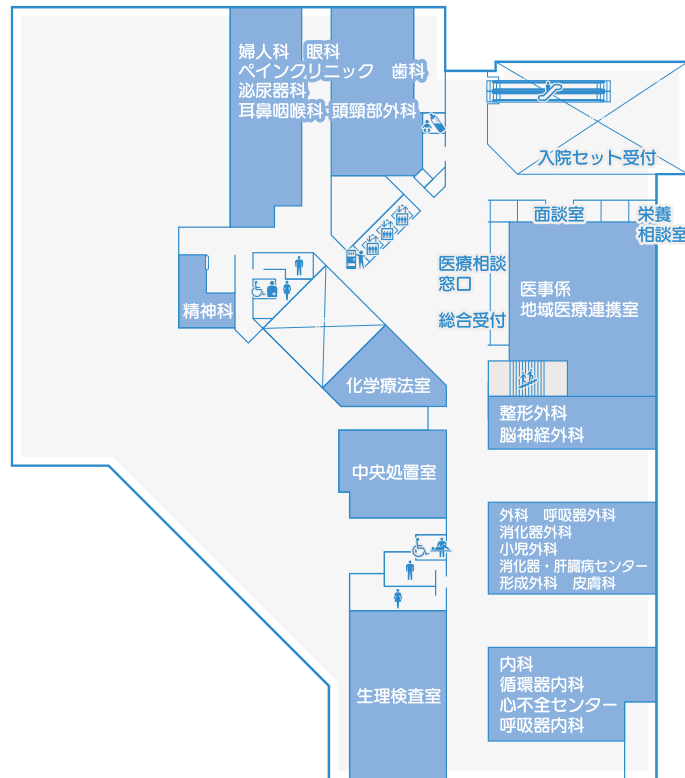 婦人科　眼科
ペインクリニック　歯科
泌尿器科
耳鼻咽喉科・頭頸部外科
入院セット受付
面談室
栄養
相談室
医療相談
窓口
総合受付
医事係
地域医療連携室
精神科
化学療法室
整形外科
脳神経外科
中央処置室
外科　呼吸器外科
消化器外科
小児外科
消化器・肝臓病センター
形成外科　皮膚科
内科
循環器内科
心不全センター
呼吸器内科
生理検査室